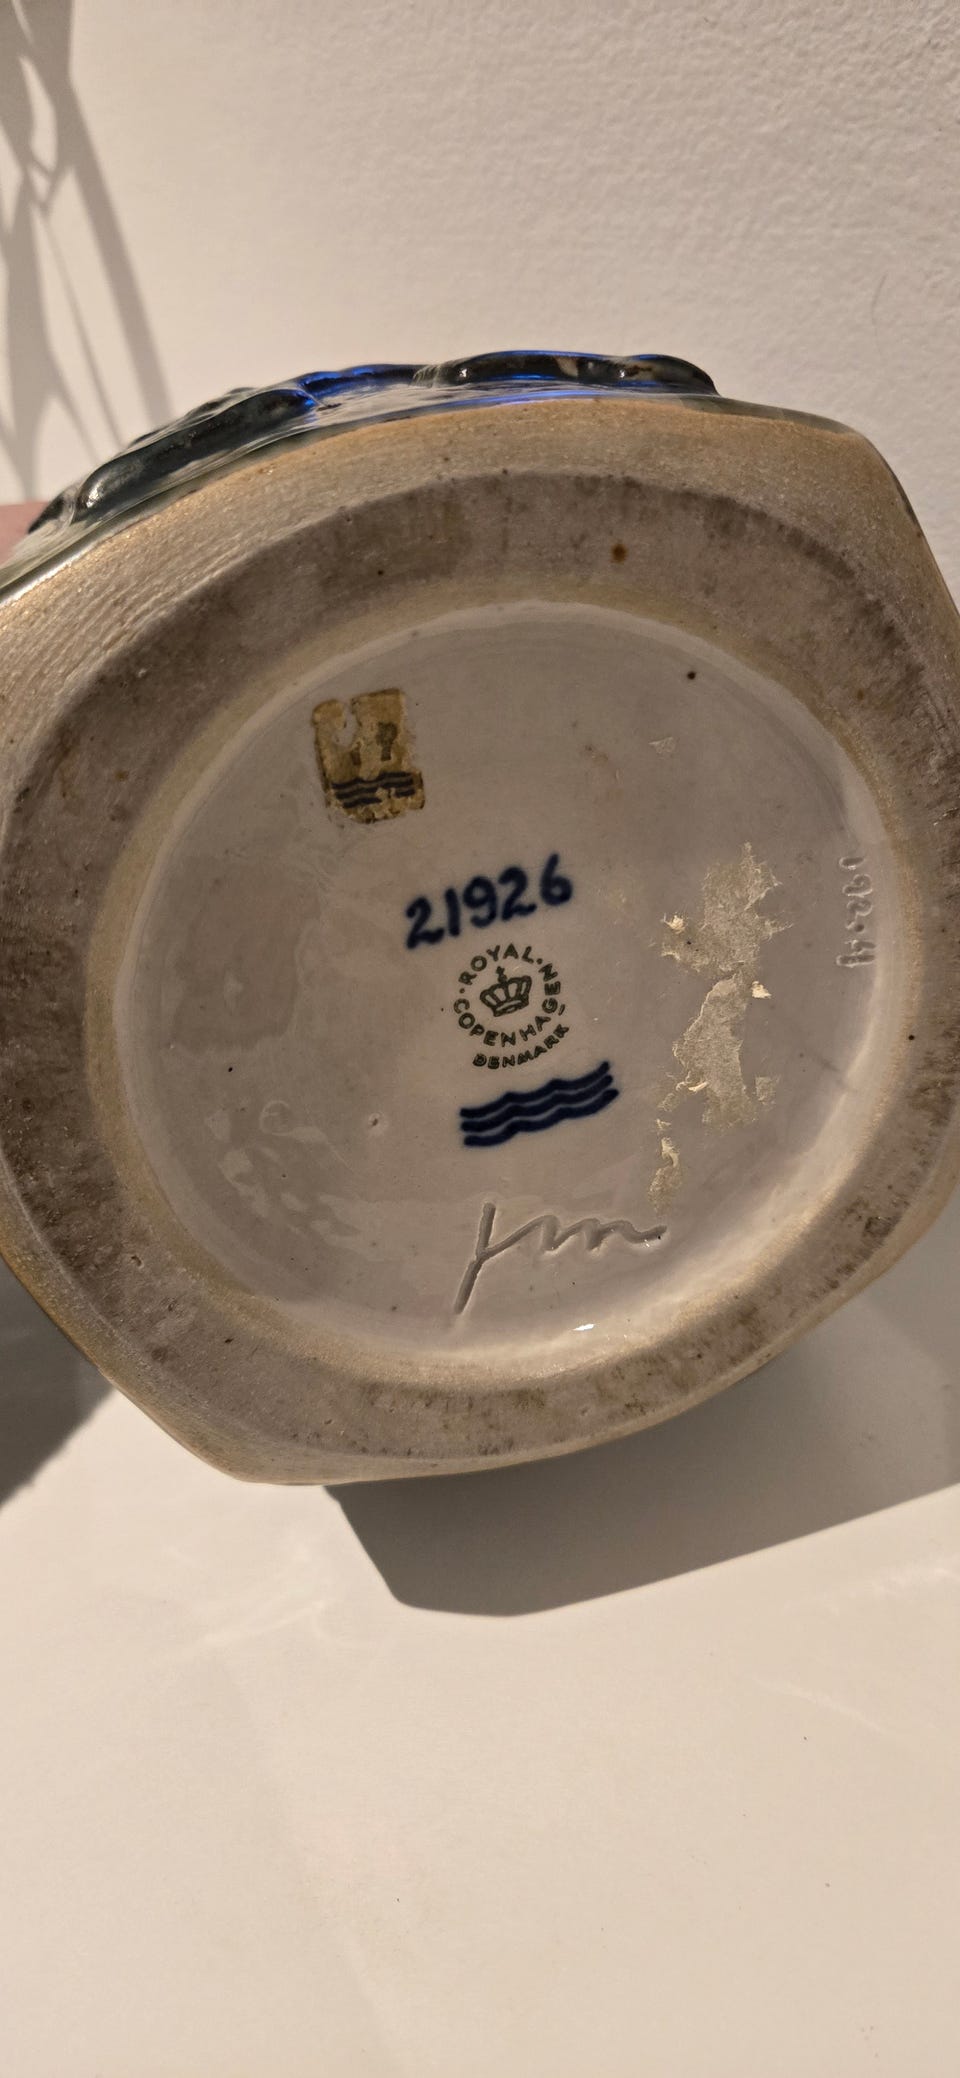 21926
ROYAL COPENHAGEN
DENMARK